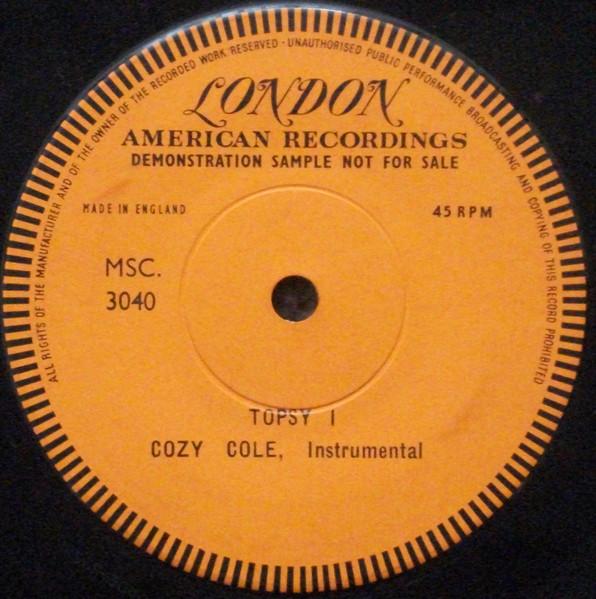 ALL RIGHTS OF THE MANUFACTURER AND OF THE OWNER OF THE RECORDED WORK RESERVED · UNAUTHORISED PUBLIC PERFORMANCE BROADCASTING AND COPYING OF THIS RECORD PROHIBITED
LONDON
AMERICAN RECORDINGS
DEMONSTRATION SAMPLE NOT FOR SALE
MADE IN ENGLAND
45 RPM
MSC.
3040
TOPSY I
COZY COLE, Instrumental